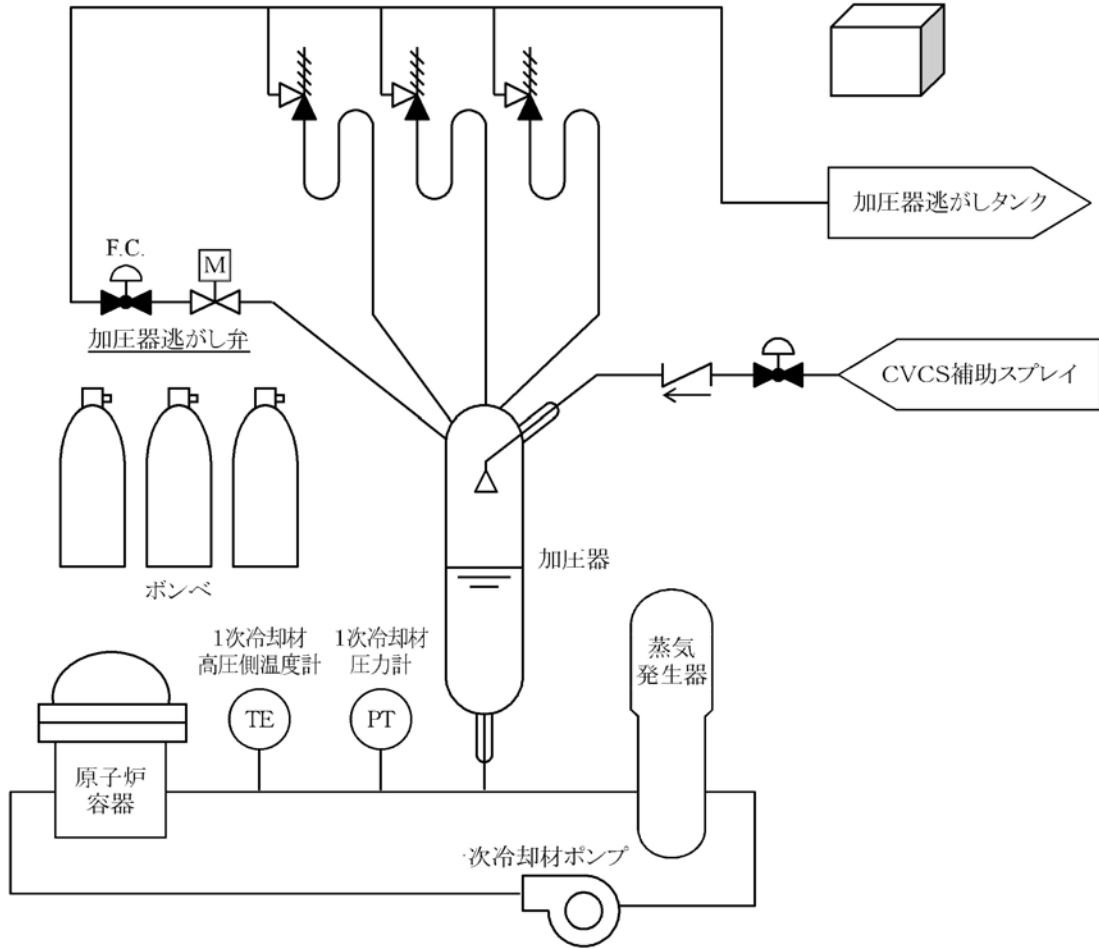 加圧器逃がしタンク
F.C.
M
加圧器逃がし弁
CVCS補助スプレイ
加圧器
ボンベ
1次冷却材
高圧側温度計
1次冷却材
圧力計
蒸気
発生器
TE
PT
原子炉
容器
一次冷却材ポンプ